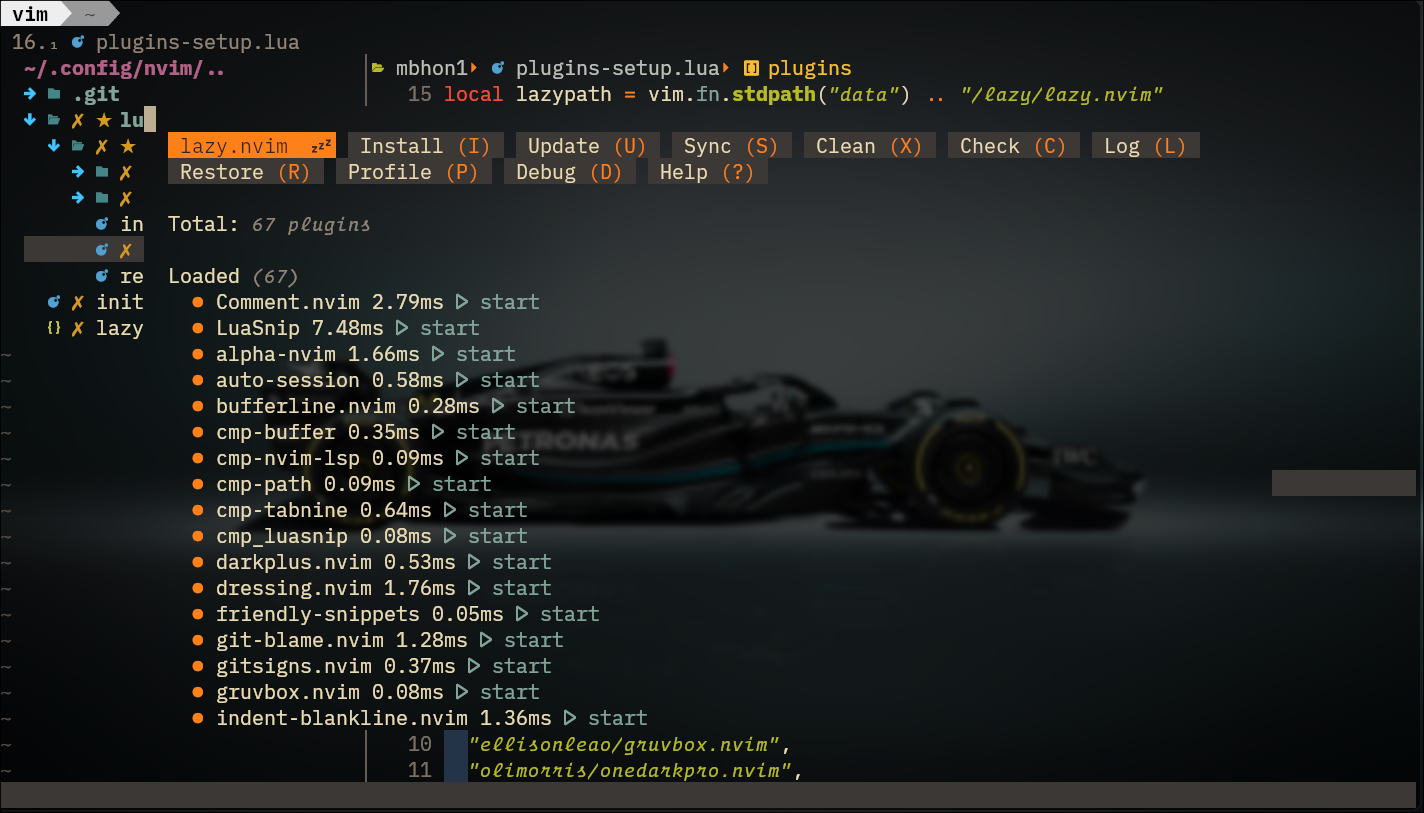 vim ~
16.1 plugins-setup.lua
~/.config/nvim/.. mbhon1 plugins-setup.lua plugins
.git 15 local lazypath = vim.fn.stdpath("data") .. "/lazy/lazy.nvim"
✗ ★ lu
✗ ★ lazy.nvim zzz Install (I) Update (U) Sync (S) Clean (X) Check (C) Log (L)
✗ Restore (R) Profile (P) Debug (D) Help (?)
✗
in Total: 67 plugins
✗
re Loaded (67)
✗ init ● Comment.nvim 2.79ms ▷ start
{} ✗ lazy ● LuaSnip 7.48ms ▷ start
~ ● alpha-nvim 1.66ms ▷ start
~ ● auto-session 0.58ms ▷ start
~ ● bufferline.nvim 0.28ms ▷ start
~ ● cmp-buffer 0.35ms ▷ start
~ ● cmp-nvim-lsp 0.09ms ▷ start
~ ● cmp-path 0.09ms ▷ start
~ ● cmp-tabnine 0.64ms ▷ start
~ ● cmp_luasnip 0.08ms ▷ start
~ ● darkplus.nvim 0.53ms ▷ start
~ ● dressing.nvim 1.76ms ▷ start
~ ● friendly-snippets 0.05ms ▷ start
~ ● git-blame.nvim 1.28ms ▷ start
~ ● gitsigns.nvim 0.37ms ▷ start
~ ● gruvbox.nvim 0.08ms ▷ start
~ ● indent-blankline.nvim 1.36ms ▷ start
~ 10 "ellisonleao/gruvbox.nvim",
~ 11 "olimorris/onedarkpro.nvim",
PETRONAS
IWC